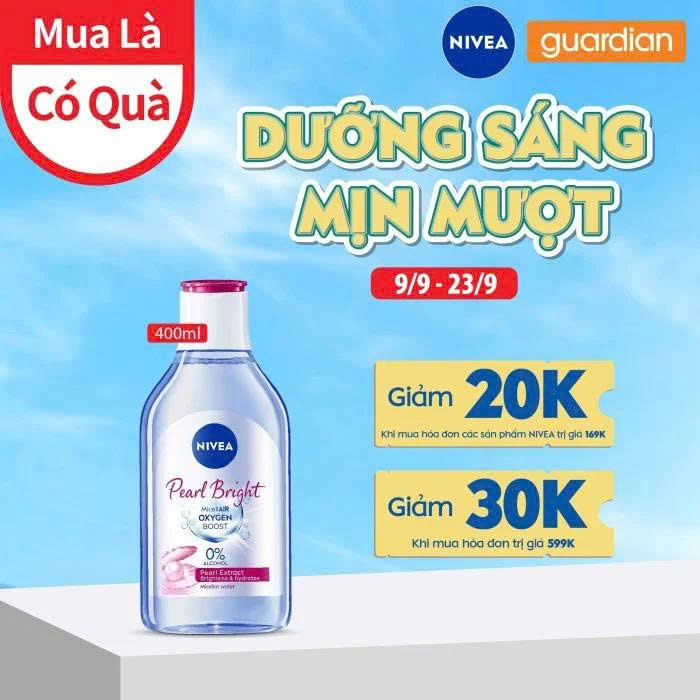 Mua Là
Có Quà
NIVEA
guardian
DƯỠNG SÁNG
MỊN MƯỢT
9/9 - 23/9
400ml
NIVEA
Pearl Bright
MicellAIR
OXYGEN
BOOST
0%
ALCOHOL
Pearl Extract
Brightens & hydrates
Micellar water
Giảm 20K
Khi mua hóa đơn các sản phẩm NIVEA trị giá 169K
Giảm 30K
Khi mua hóa đơn trị giá 599K